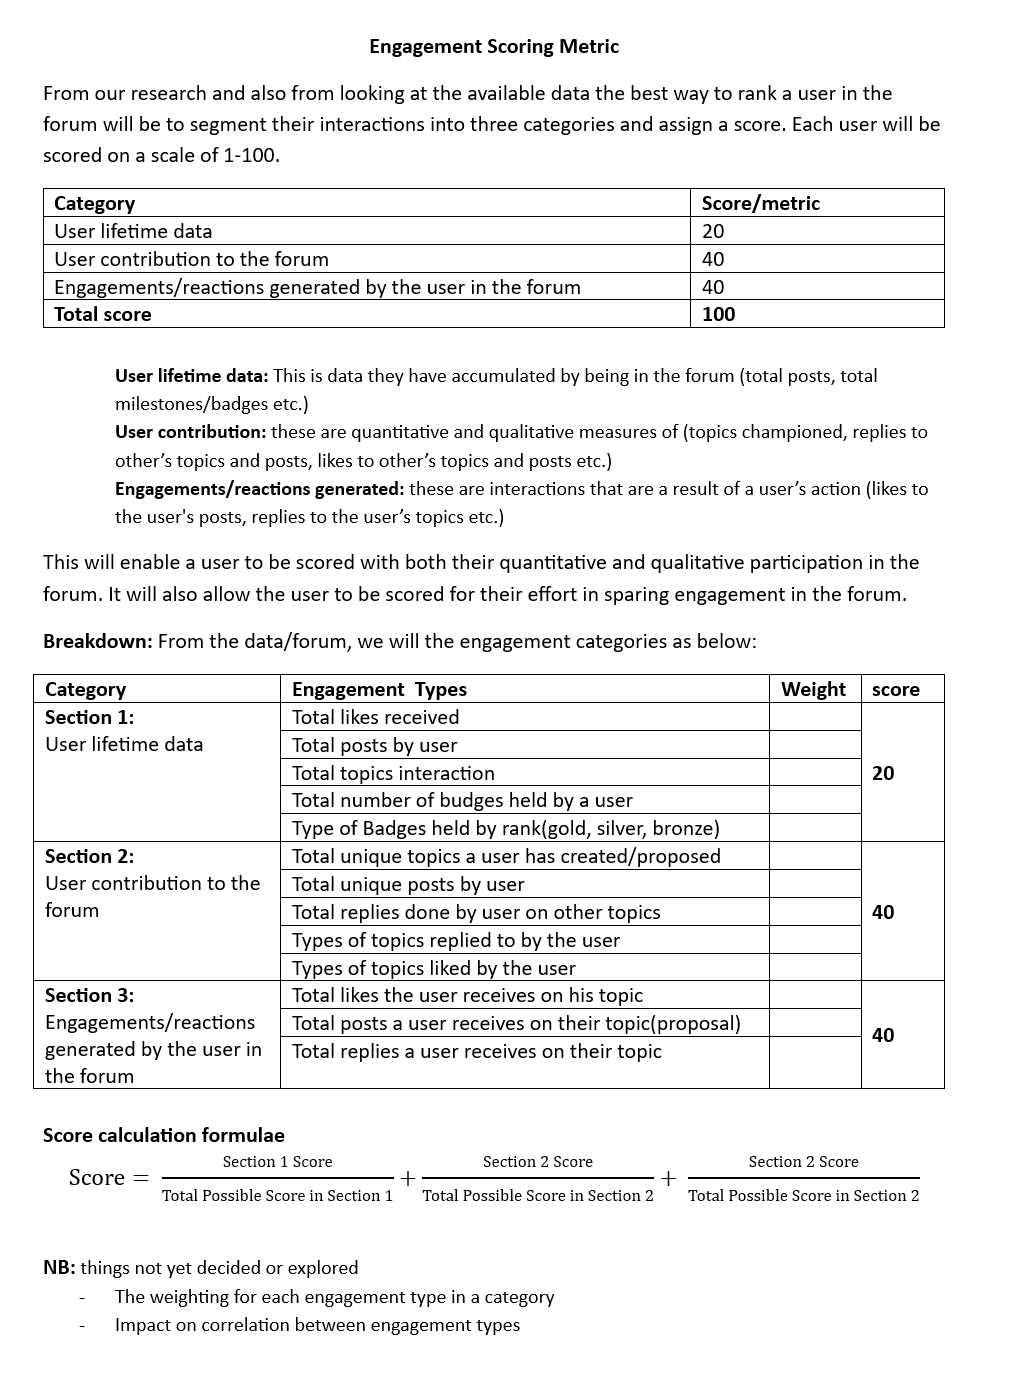 Engagement Scoring Metric
From our research and also from looking at the available data the best way to rank a user in the
forum will be to segment their interactions into three categories and assign a score. Each user will be
scored on a scale of 1-100.
Category Score/metric
User lifetime data 20
User contribution to the forum 40
Engagements/reactions generated by the user in the forum 40
Total score 100
User lifetime data: This is data they have accumulated by being in the forum (total posts, total
milestones/badges etc.)
User contribution: these are quantitative and qualitative measures of (topics championed, replies to
other’s topics and posts, likes to other’s topics and posts etc.)
Engagements/reactions generated: these are interactions that are a result of a user’s action (likes to
the user's posts, replies to the user’s topics etc.)
This will enable a user to be scored with both their quantitative and qualitative participation in the
forum. It will also allow the user to be scored for their effort in sparing engagement in the forum.
Breakdown: From the data/forum, we will the engagement categories as below:
Category Engagement Types Weight score
Section 1: Total likes received
User lifetime data Total posts by user
Total topics interaction 20
Total number of budges held by a user
Type of Badges held by rank(gold, silver, bronze)
Section 2: Total unique topics a user has created/proposed
User contribution to the Total unique posts by user
forum Total replies done by user on other topics 40
Types of topics replied to by the user
Types of topics liked by the user
Section 3: Total likes the user receives on his topic
Engagements/reactions Total posts a user receives on their topic(proposal) 40
generated by the user in Total replies a user receives on their topic
the forum
Score calculation formulae
Section 1 Score Section 2 Score Section 2 Score
Score = + +
Total Possible Score in Section 1 Total Possible Score in Section 2 Total Possible Score in Section 2
NB: things not yet decided or explored
- The weighting for each engagement type in a category
- Impact on correlation between engagement types